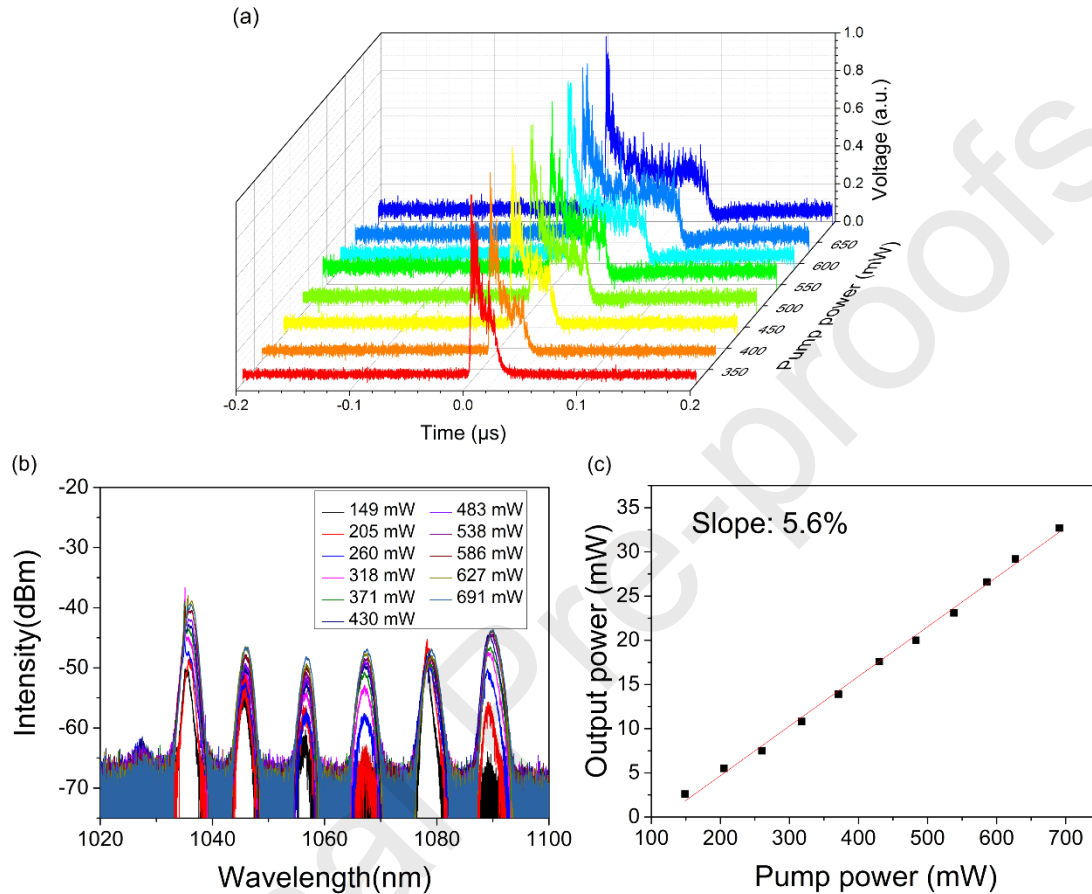 (a)
1.0
0.8
0.6
0.4
0.2
0.0
Voltage (a.u.)
650
600
550
500
450
400
350
Pump power (mW)
-0.2
-0.1
0.0
0.1
0.2
Time (μs)
(b)
-20
-30
-40
-50
-60
-70
Intensity(dBm)
149 mW
205 mW
260 mW
318 mW
371 mW
430 mW
483 mW
538 mW
586 mW
627 mW
691 mW
1020
1040
1060
1080
1100
Wavelength(nm)
(c)
35
30
25
20
15
10
5
0
Output power (mW)
Slope: 5.6%
100
200
300
400
500
600
700
Pump power (mW)
Pre-proofs